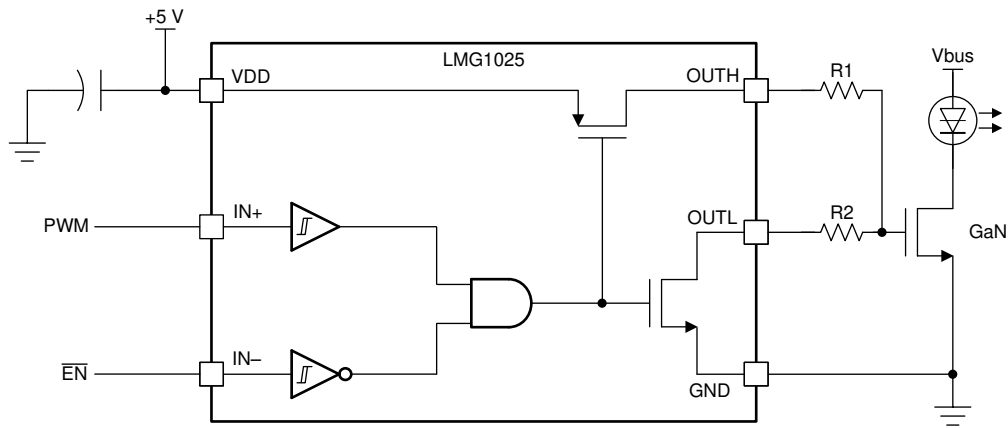 +5 V
LMG1025
VDD
OUTH
R1
Vbus
PWM
IN+
OUTL
R2
GaN
EN
IN–
GND